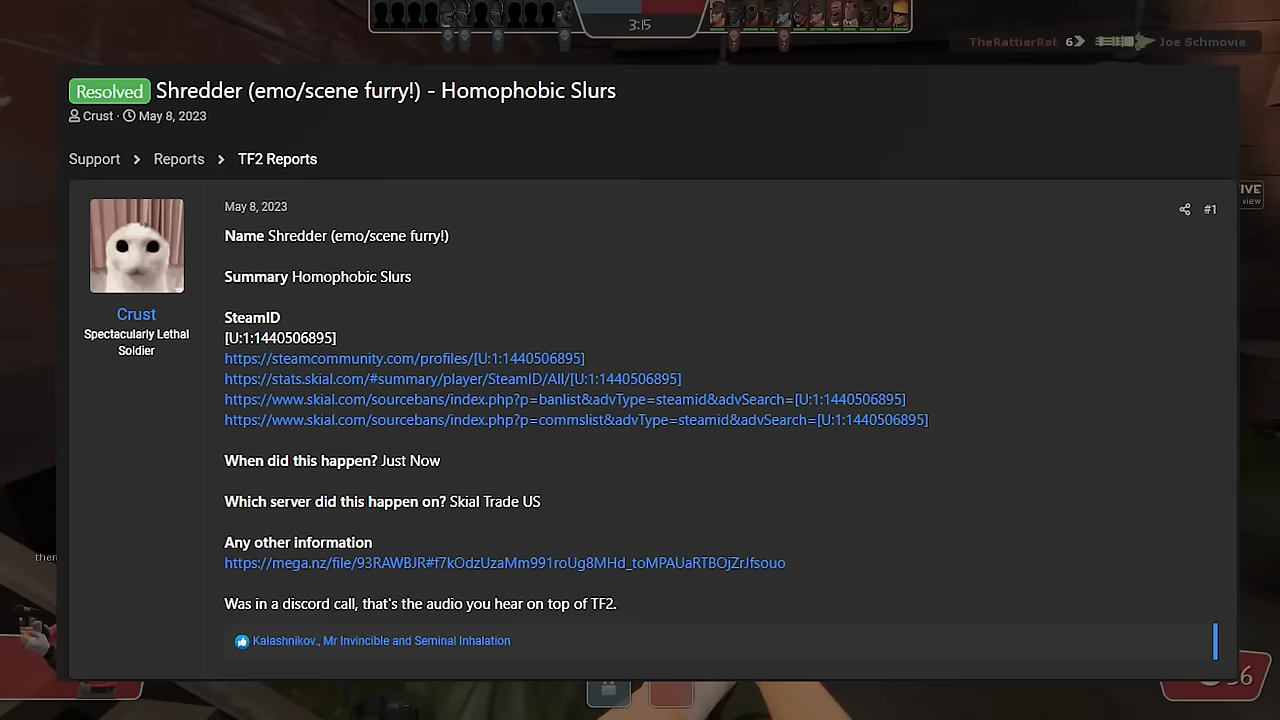 3:15
TheRattierRat 6 Joe Schmovie
Resolved Shredder (emo/scene furry!) - Homophobic Slurs
Crust · May 8, 2023
Support > Reports > TF2 Reports
May 8, 2023
#1
IVE
view
Name Shredder (emo/scene furry!)
Summary Homophobic Slurs
Crust
Spectacularly Lethal
Soldier
SteamID
[U:1:1440506895]
https://steamcommunity.com/profiles/[U:1:1440506895]
https://stats.skial.com/#summary/player/SteamID/All/[U:1:1440506895]
https://www.skial.com/sourcebans/index.php?p=banlist&advType=steamid&advSearch=[U:1:1440506895]
https://www.skial.com/sourcebans/index.php?p=commslist&advType=steamid&advSearch=[U:1:1440506895]
When did this happen? Just Now
Which server did this happen on? Skial Trade US
Any other information
then
https://mega.nz/file/93RAWBJR#f7kOdzUzaMm991roUg8MHd_toMPAUaRTBOjZrJfsouo
Was in a discord call, that's the audio you hear on top of TF2.
Kalashnikov., Mr Invincible and Seminal Inhalation